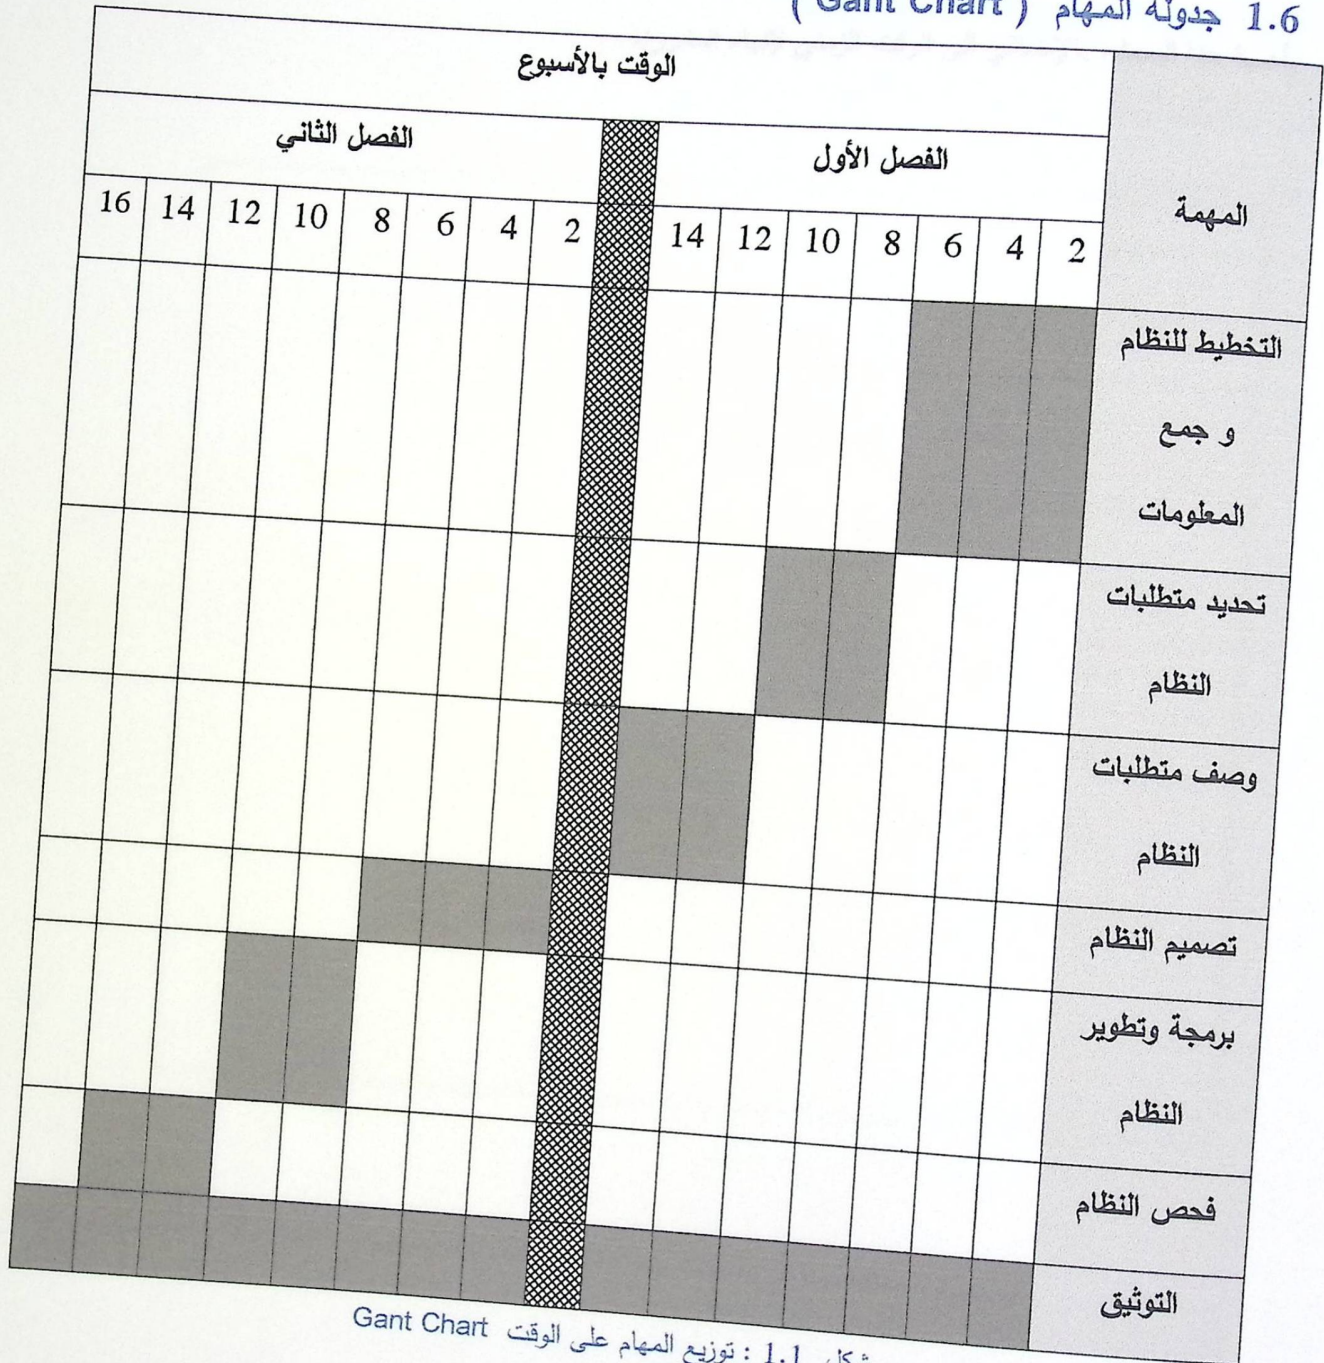 1.6 جدولة المهام ( Gant Chart )
المهمة
الوقت بالأسبوع
الفصل الأول
الفصل الثاني
2 4 6 8 10 12 14
2 4 6 8 10 12 14 16
التخطيط للنظام
و جمع
المعلومات
تحديد متطلبات
النظام
وصف متطلبات
النظام
تصميم النظام
برمجة وتطوير
النظام
فحص النظام
التوثيق
شكل 1.1 : توزيع المهام على الوقت Gant Chart